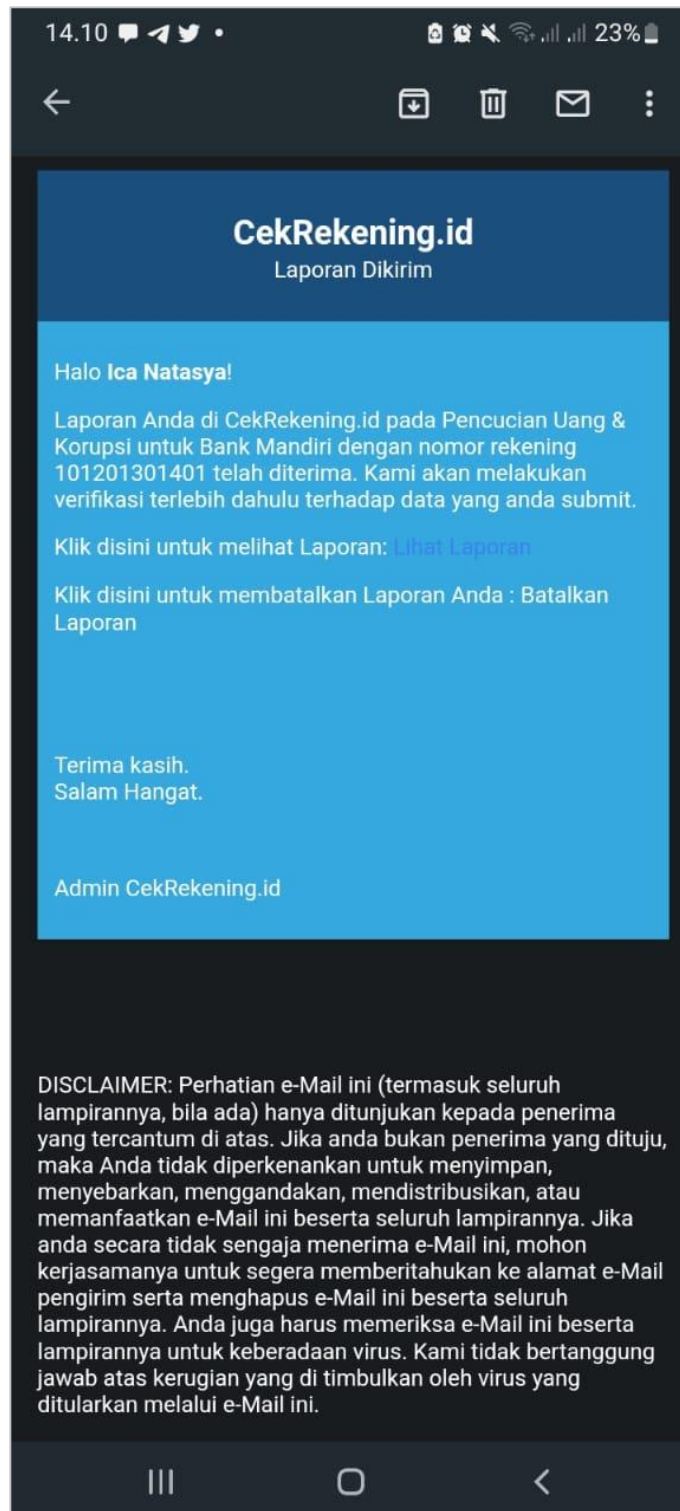 14.10
23%
CekRekening.id
Laporan Dikirim
Halo Ica Natasya!
Laporan Anda di CekRekening.id pada Pencucian Uang &
Korupsi untuk Bank Mandiri dengan nomor rekening
101201301401 telah diterima. Kami akan melakukan
verifikasi terlebih dahulu terhadap data yang anda submit.
Klik disini untuk melihat Laporan: Lihat Laporan
Klik disini untuk membatalkan Laporan Anda : Batalkan
Laporan
Terima kasih.
Salam Hangat.
Admin CekRekening.id
DISCLAIMER: Perhatian e-Mail ini (termasuk seluruh
lampirannya, bila ada) hanya ditunjukan kepada penerima
yang tercantum di atas. Jika anda bukan penerima yang dituju,
maka Anda tidak diperkenankan untuk menyimpan,
menyebarkan, menggandakan, mendistribusikan, atau
memanfaatkan e-Mail ini beserta seluruh lampirannya. Jika
anda secara tidak sengaja menerima e-Mail ini, mohon
kerjasamanya untuk segera memberitahukan ke alamat e-Mail
pengirim serta menghapus e-Mail ini beserta seluruh
lampirannya. Anda juga harus memeriksa e-Mail ini beserta
lampirannya untuk keberadaan virus. Kami tidak bertanggung
jawab atas kerugian yang di timbulkan oleh virus yang
ditularkan melalui e-Mail ini.